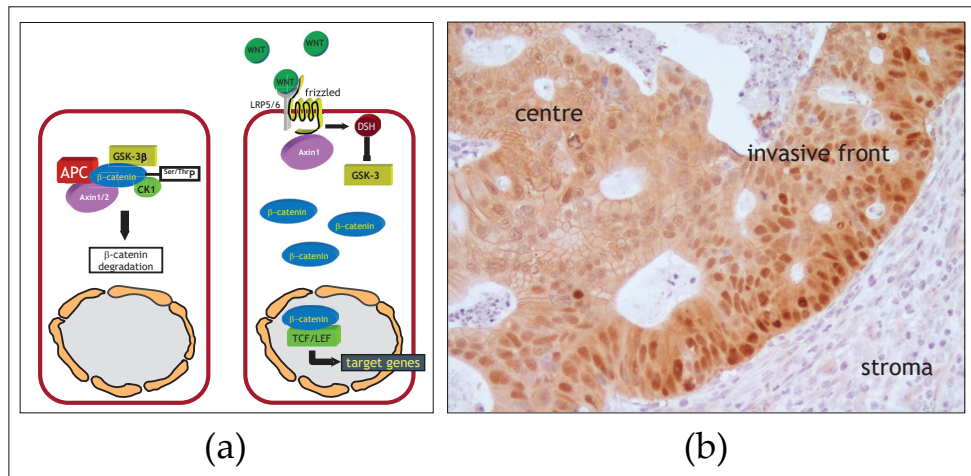 WNT
WNT
WNT
frizzled
LRP5/6
DSH
Axin1
GSK-3
GSK-3β
APC
β-catenin
Ser/Thr P
CK1
Axin1/2
β-catenin
degradation
β-catenin
β-catenin
β-catenin
β-catenin
TCF/LEF
target genes
centre
invasive front
stroma
(a)
(b)